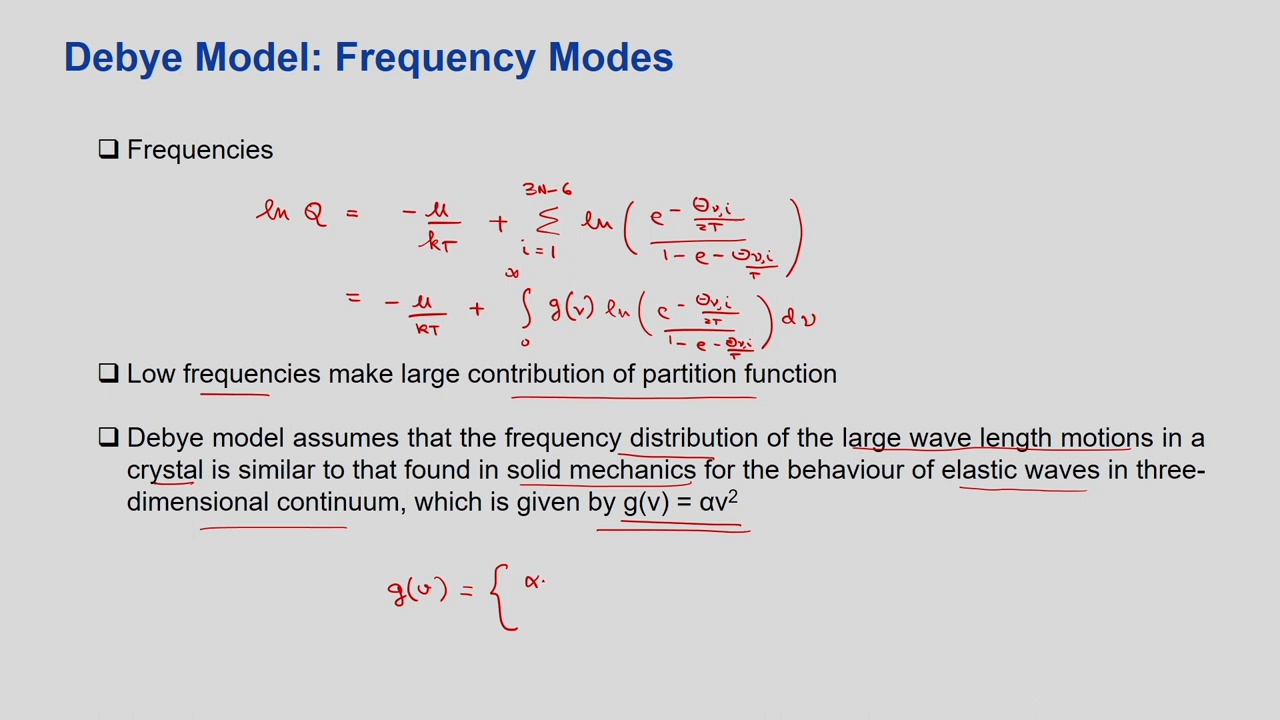 Debye Model: Frequency Modes
❑ Frequencies
ln Q = - u/kT + Σ_{i=1}^{3N-6} ln ( e^{-Θv,i/2T} / 1 - e^{-Θv,i/T} )
= - u/kT + ∫_0^∞ g(v) ln ( e^{-Θv,i/2T} / 1 - e^{-Θv,i/T} ) dv
❑ Low frequencies make large contribution of partition function
❑ Debye model assumes that the frequency distribution of the large wave length motions in a
crystal is similar to that found in solid mechanics for the behaviour of elastic waves in three-
dimensional continuum, which is given by g(v) = αv²
g(v) = { α